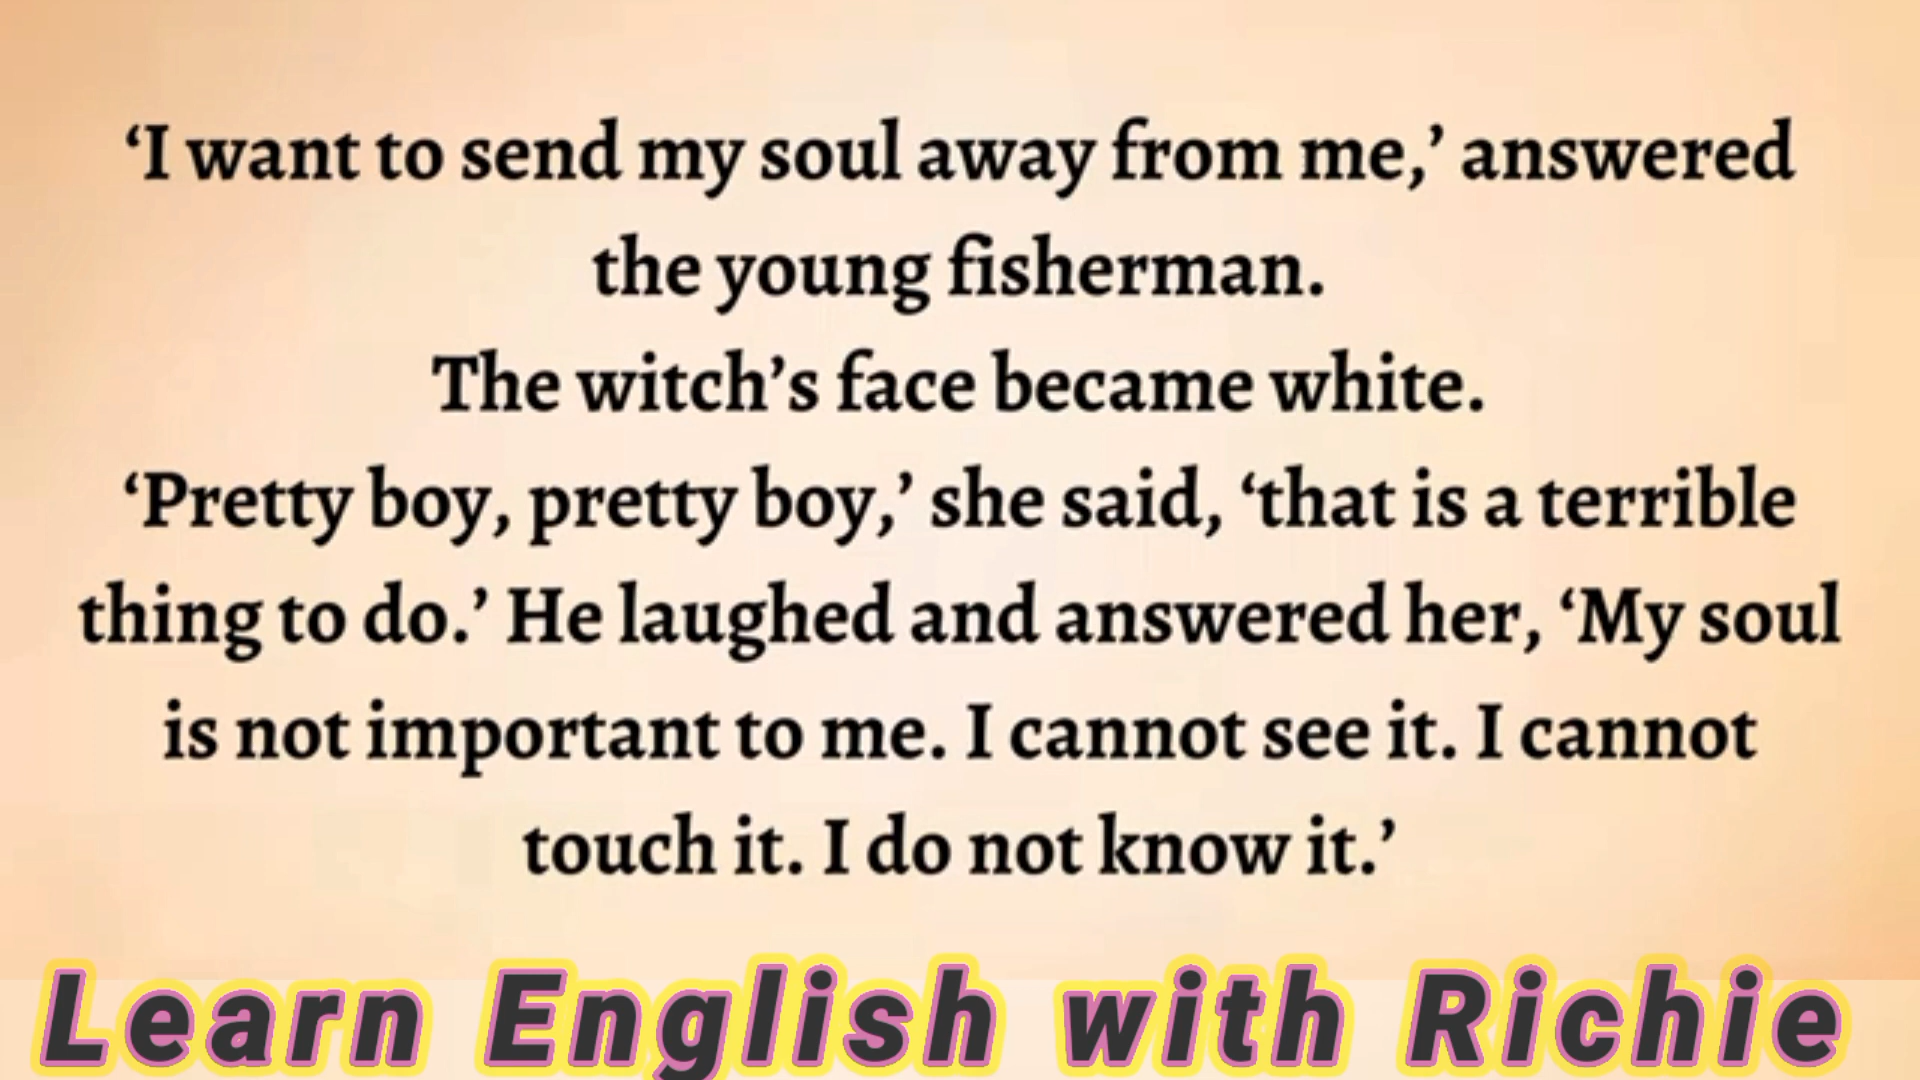 ‘I want to send my soul away from me,’ answered
the young fisherman.
The witch’s face became white.
‘Pretty boy, pretty boy,’ she said, ‘that is a terrible
thing to do.’ He laughed and answered her, ‘My soul
is not important to me. I cannot see it. I cannot
touch it. I do not know it.’
Learn English with Richie